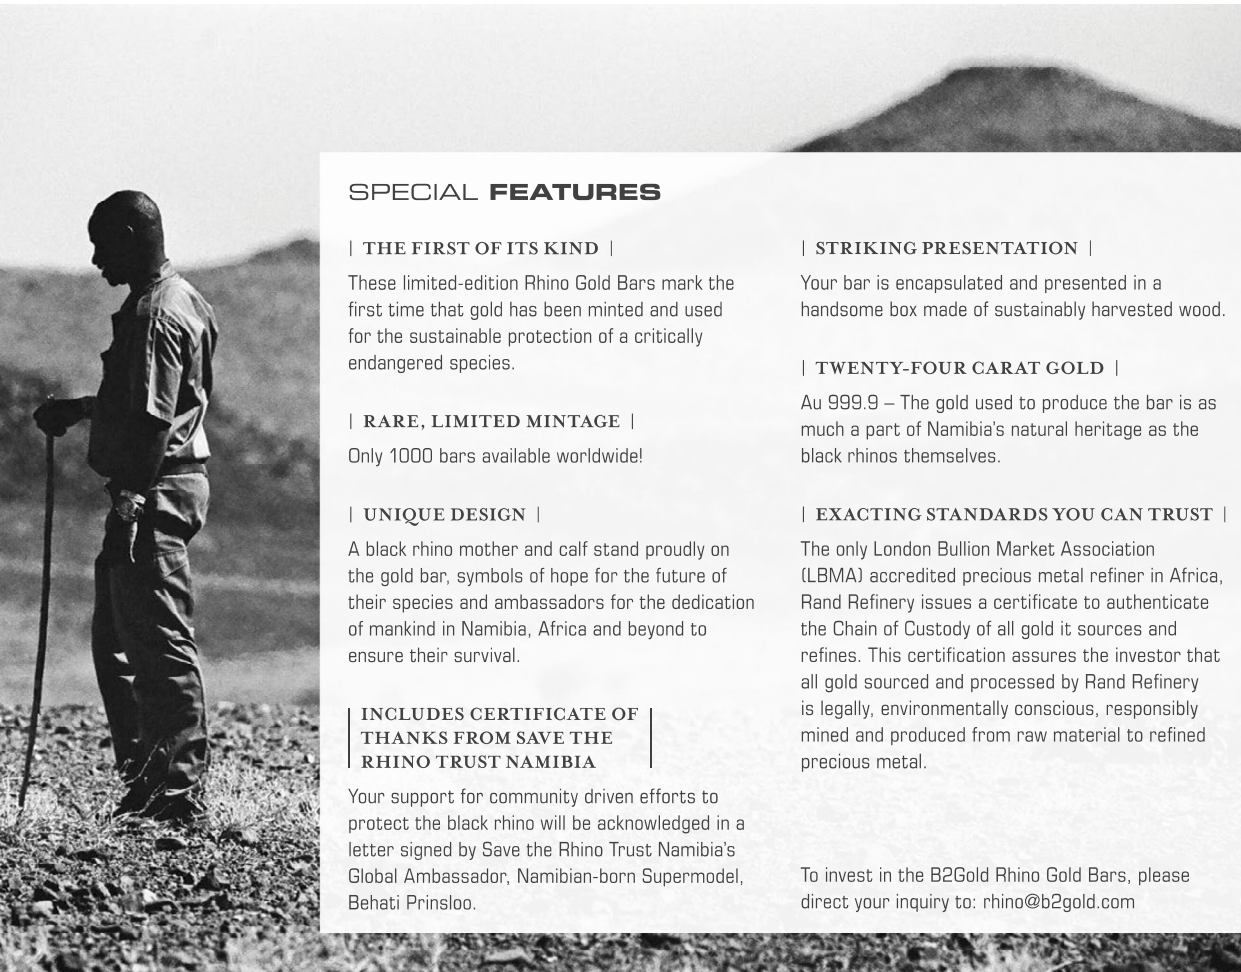 SPECIAL FEATURES
| THE FIRST OF ITS KIND |
These limited-edition Rhino Gold Bars mark the
first time that gold has been minted and used
for the sustainable protection of a critically
endangered species.
| RARE, LIMITED MINTAGE |
Only 1000 bars available worldwide!
| UNIQUE DESIGN |
A black rhino mother and calf stand proudly on
the gold bar, symbols of hope for the future of
their species and ambassadors for the dedication
of mankind in Namibia, Africa and beyond to
ensure their survival.
INCLUDES CERTIFICATE OF
THANKS FROM SAVE THE
RHINO TRUST NAMIBIA
Your support for community driven efforts to
protect the black rhino will be acknowledged in a
letter signed by Save the Rhino Trust Namibia's
Global Ambassador, Namibian-born Supermodel,
Behati Prinsloo.
| STRIKING PRESENTATION |
Your bar is encapsulated and presented in a
handsome box made of sustainably harvested wood.
| TWENTY-FOUR CARAT GOLD |
Au 999.9 – The gold used to produce the bar is as
much a part of Namibia's natural heritage as the
black rhinos themselves.
| EXACTING STANDARDS YOU CAN TRUST |
The only London Bullion Market Association
(LBMA) accredited precious metal refiner in Africa,
Rand Refinery issues a certificate to authenticate
the Chain of Custody of all gold it sources and
refines. This certification assures the investor that
all gold sourced and processed by Rand Refinery
is legally, environmentally conscious, responsibly
mined and produced from raw material to refined
precious metal.
To invest in the B2Gold Rhino Gold Bars, please
direct your inquiry to: rhino@b2gold.com